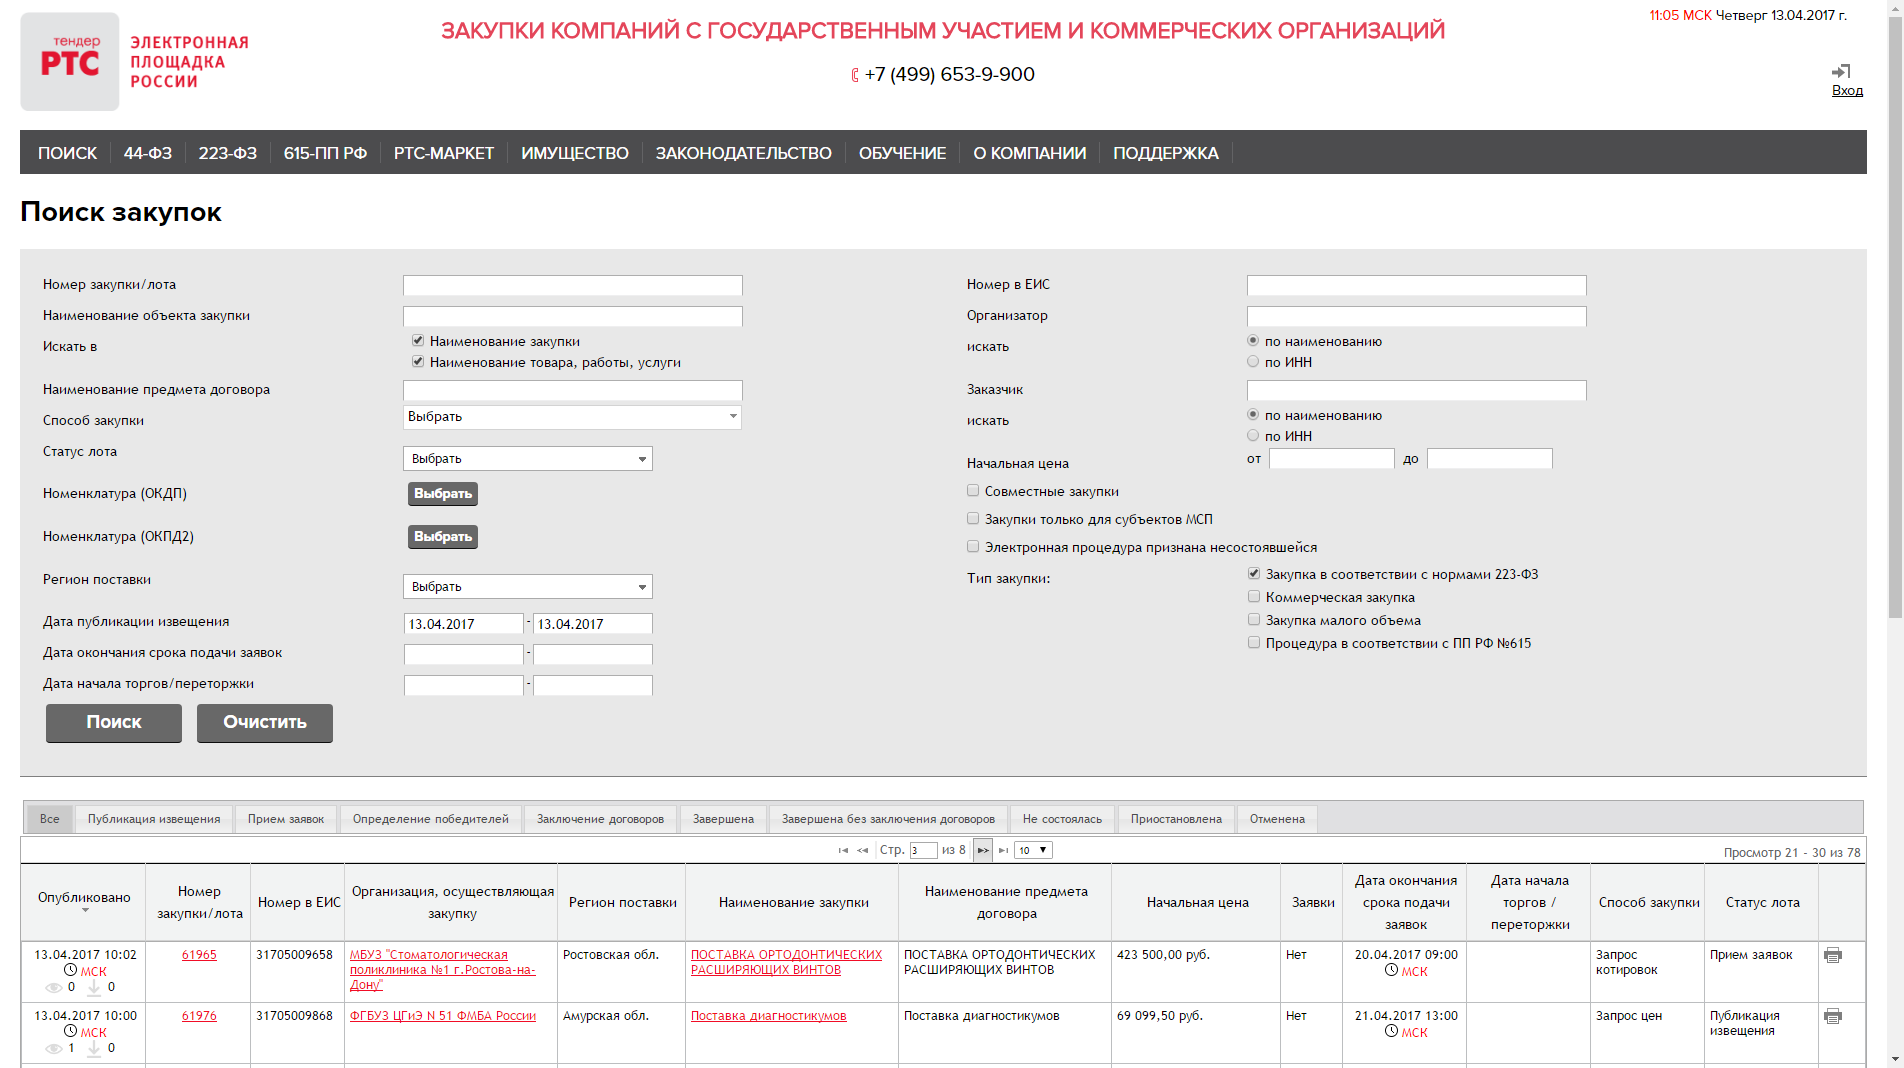 тендер
РТС
ЭЛЕКТРОННАЯ
ПЛОЩАДКА
РОССИИ
ЗАКУПКИ КОМПАНИЙ С ГОСУДАРСТВЕННЫМ УЧАСТИЕМ И КОММЕРЧЕСКИХ ОРГАНИЗАЦИЙ
+7 (499) 653-9-900
11:05 МСК Четверг 13.04.2017 г.
Вход
ПОИСК 44-ФЗ 223-ФЗ 615-ПП РФ РТС-МАРКЕТ ИМУЩЕСТВО ЗАКОНОДАТЕЛЬСТВО ОБУЧЕНИЕ О КОМПАНИИ ПОДДЕРЖКА
Поиск закупок
Номер закупки/лота
Наименование объекта закупки
Искать в
Наименование закупки
Наименование товара, работы, услуги
Наименование предмета договора
Способ закупки Выбрать
Статус лота Выбрать
Номенклатура (ОКДП) Выбрать
Номенклатура (ОКПД2) Выбрать
Регион поставки Выбрать
Дата публикации извещения 13.04.2017 - 13.04.2017
Дата окончания срока подачи заявок -
Дата начала торгов/переторжки -
Поиск Очистить
Номер в ЕИС
Организатор
искать
по наименованию
по ИНН
Заказчик
искать
по наименованию
по ИНН
Начальная цена от до
Совместные закупки
Закупки только для субъектов МСП
Электронная процедура признана несостоявшейся
Тип закупки:
Закупка в соответствии с нормами 223-ФЗ
Коммерческая закупка
Закупка малого объема
Процедура в соответствии с ПП РФ №615
Все Публикация извещения Прием заявок Определение победителей Заключение договоров Завершена Завершена без заключения договоров Не состоялась Приостановлена Отменена
Стр. 3 из 8 10
Просмотр 21 - 30 из 78
Опубликовано
Номер
закупки/лота
Номер в ЕИС
Организация, осуществляющая
закупку
Регион поставки
Наименование закупки
Наименование предмета
договора
Начальная цена
Заявки
Дата окончания
срока подачи
заявок
Дата начала
торгов /
переторжки
Способ закупки
Статус лота
13.04.2017 10:02
МСК
0 0
61965
31705009658
МБУЗ "Стоматологическая
поликлиника №1 г.Ростова-на-
Дону"
Ростовская обл.
ПОСТАВКА ОРТОДОНТИЧЕСКИХ
РАСШИРЯЮЩИХ ВИНТОВ
ПОСТАВКА ОРТОДОНТИЧЕСКИХ
РАСШИРЯЮЩИХ ВИНТОВ
423 500,00 руб.
Нет
20.04.2017 09:00
МСК
Запрос
котировок
Прием заявок
13.04.2017 10:00
МСК
1 0
61976
31705009868
ФГБУЗ ЦГиЭ N 51 ФМБА России
Амурская обл.
Поставка диагностикумов
Поставка диагностикумов
69 099,50 руб.
Нет
21.04.2017 13:00
МСК
Запрос цен
Публикация
извещения